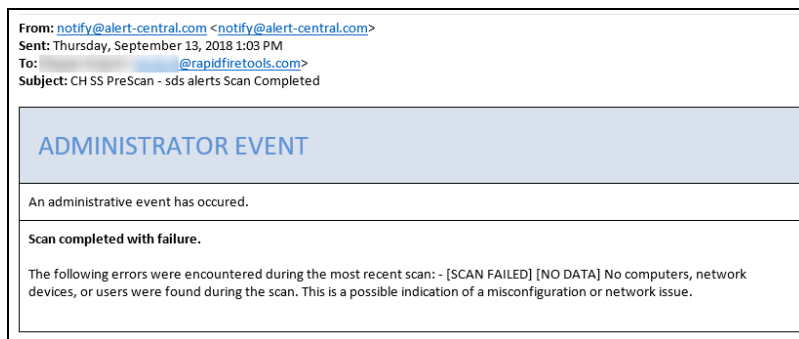 From: notify@alert-central.com <notify@alert-central.com>
Sent: Thursday, September 13, 2018 1:03 PM
To: @rapidfiretools.com>
Subject: CH SS PreScan - sds alerts Scan Completed
ADMINISTRATOR EVENT
An administrative event has occured.
Scan completed with failure.
The following errors were encountered during the most recent scan: - [SCAN FAILED] [NO DATA] No computers, network
devices, or users were found during the scan. This is a possible indication of a misconfiguration or network issue.